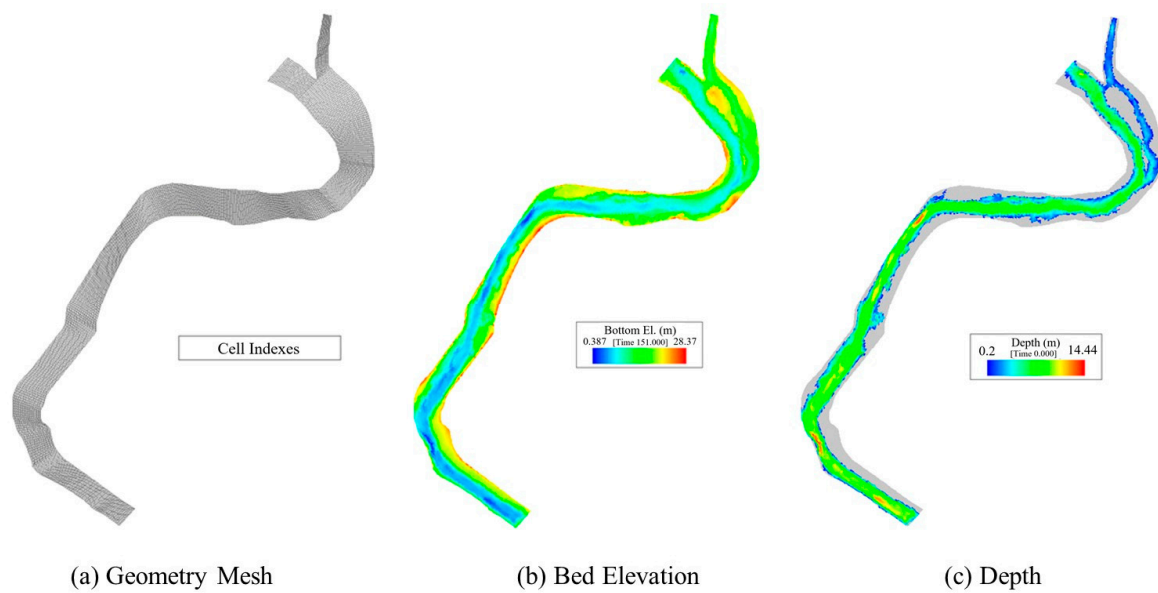 Cell Indexes
Bottom El. (m)
0.387 [Time 151.000] 28.37
Depth (m)
0.2 [Time 0.000] 14.44
(a) Geometry Mesh
(b) Bed Elevation
(c) Depth